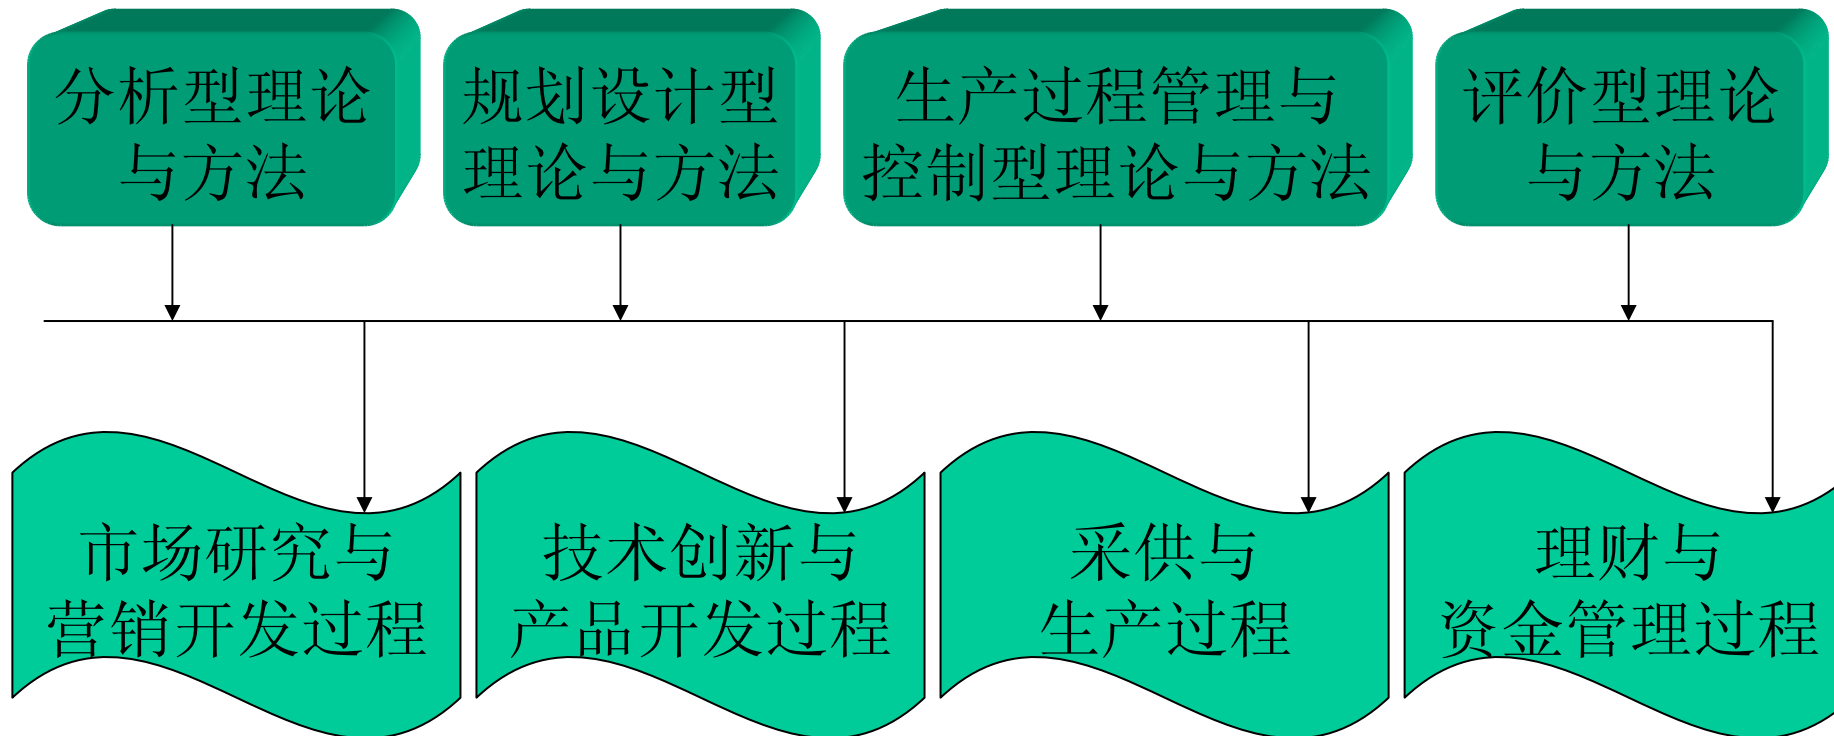 分析型理论
与方法
规划设计型
理论与方法
生产过程管理与
控制型理论与方法
评价型理论
与方法
市场研究与
营销开发过程
技术创新与
产品开发过程
采供与
生产过程
理财与
资金管理过程